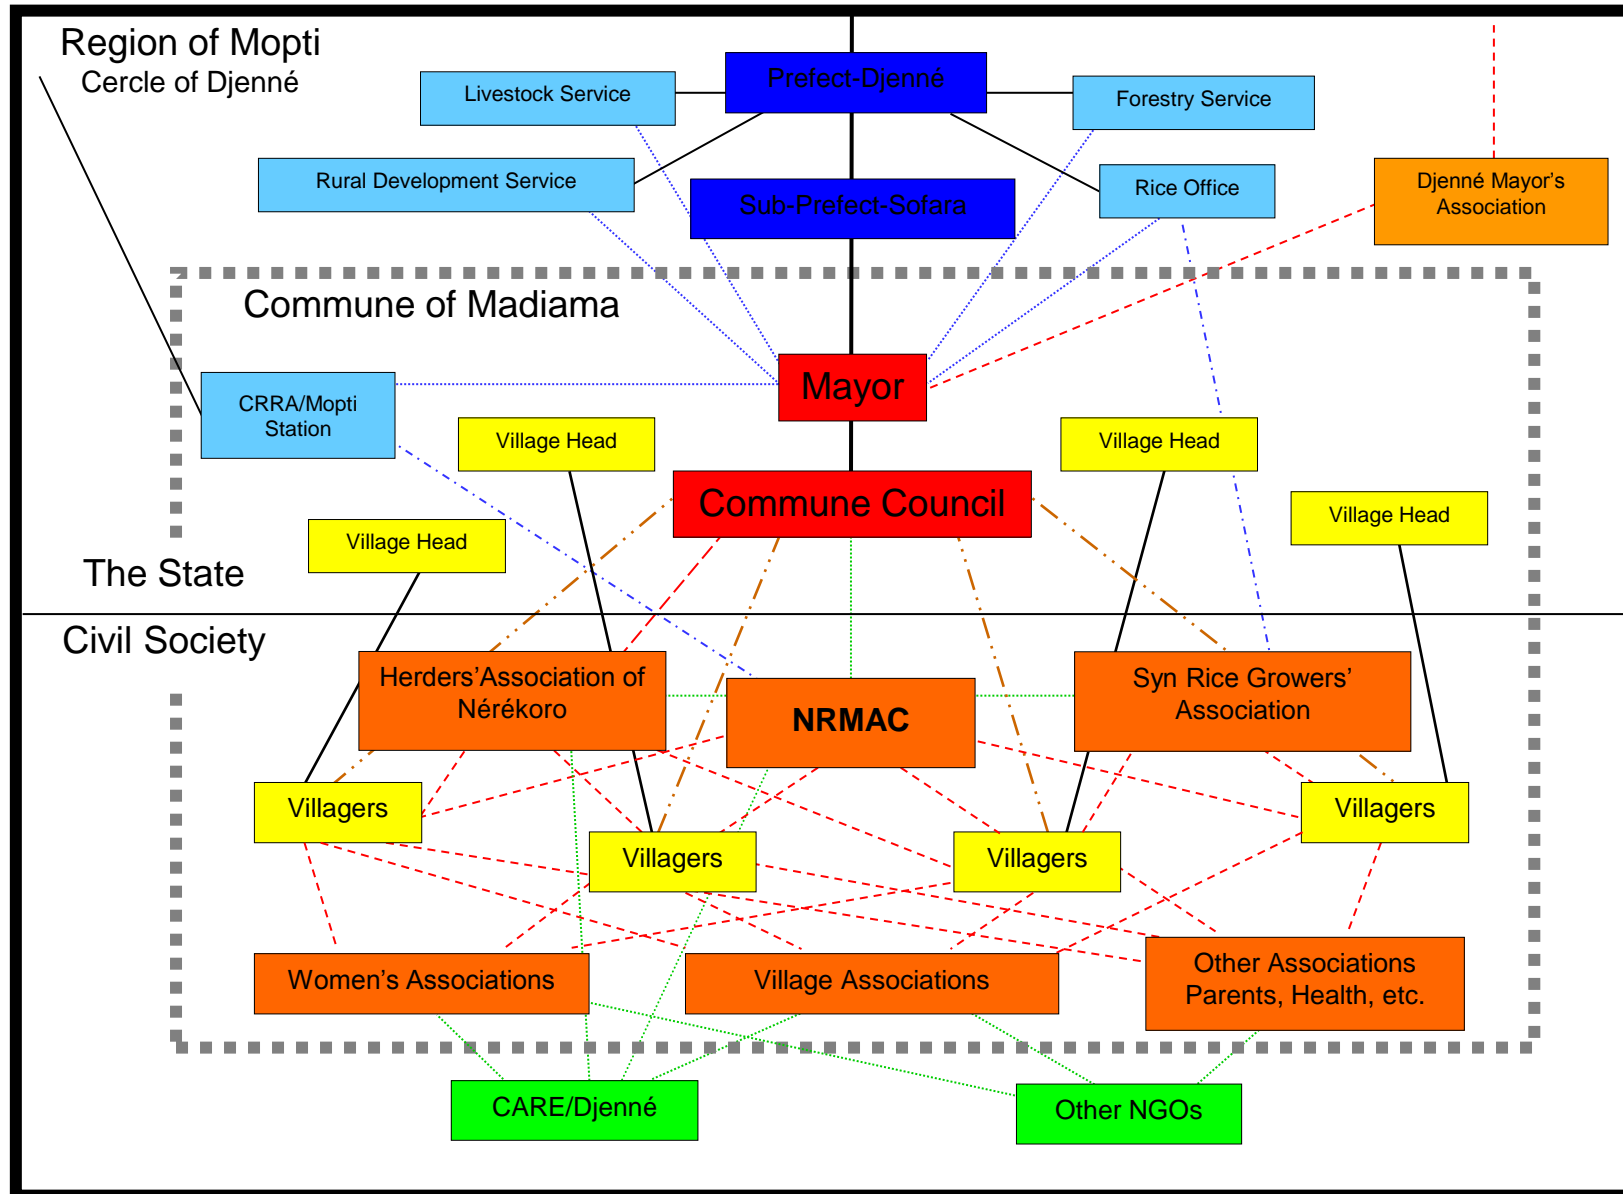 Region of Mopti
Cercle of Djenné
Livestock Service
Prefect-Djenné
Forestry Service
Rural Development Service
Sub-Prefect-Sofara
Rice Office
Djenné Mayor's
Association
Commune of Madiama
Mayor
CRRA/Mopti
Station
Village Head
Village Head
Commune Council
Village Head
Village Head
The State
Civil Society
Herders'Association of
Nérékoro
NRMAC
Syn Rice Growers'
Association
Villagers
Villagers
Villagers
Villagers
Women's Associations
Village Associations
Other Associations
Parents, Health, etc.
CARE/Djenné
Other NGOs